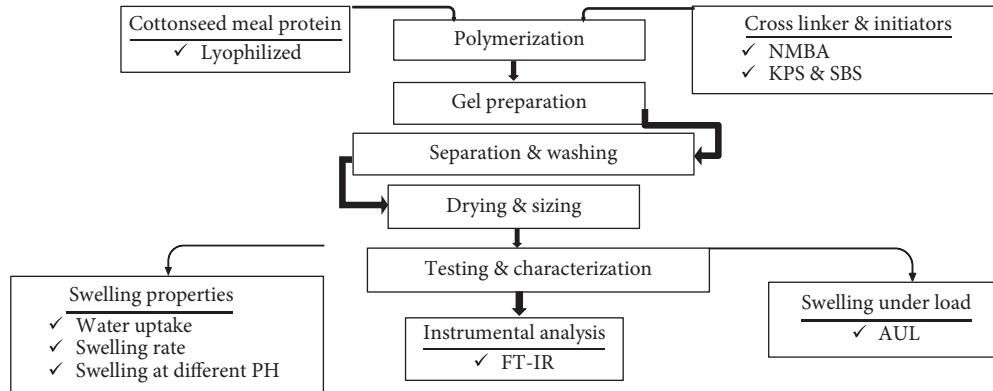 Cottonseed meal protein
✓ Lyophilized
Polymerization
Cross linker & initiators
✓ NMBA
✓ KPS & SBS
Gel preparation
Separation & washing
Drying & sizing
Testing & characterization
Swelling properties
✓ Water uptake
✓ Swelling rate
✓ Swelling at different PH
Instrumental analysis
✓ FT-IR
Swelling under load
✓ AUL